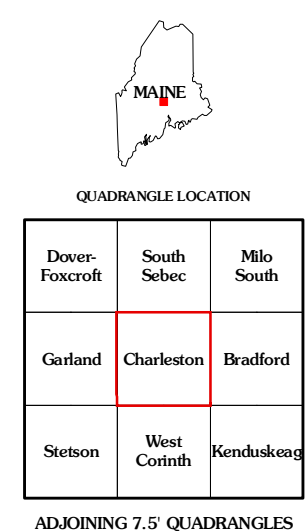 MAINE
QUADRANGLE LOCATION
Dover-
Foxcroft
South
Sebec
Milo
South
Garland
Charleston
Bradford
Stetson
West
Corinth
Kenduskeag
ADJOINING 7.5' QUADRANGLES